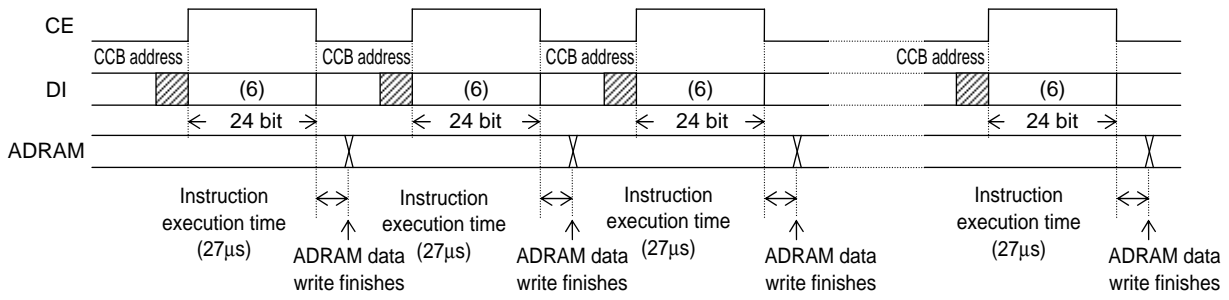 CE
CCB address CCB address CCB address CCB address
DI (6) (6) (6) (6)
24 bit 24 bit 24 bit 24 bit
ADRAM
Instruction execution time (27μs)
Instruction execution time (27μs)
Instruction execution time (27μs)
Instruction execution time (27μs)
ADRAM data write finishes
ADRAM data write finishes
ADRAM data write finishes
ADRAM data write finishes